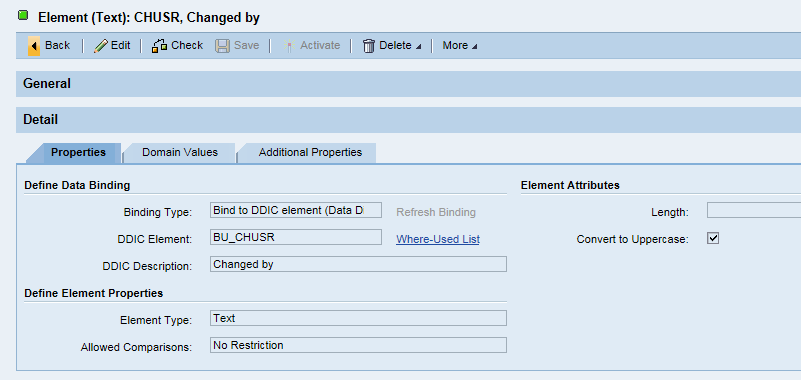 Element (Text): CHUSR, Changed by
Back Edit Check Save Activate Delete More
General
Detail
Properties Domain Values Additional Properties
Define Data Binding Element Attributes
Binding Type: Bind to DDIC element (Data D Refresh Binding Length:
DDIC Element: BU_CHUSR Where-Used List Convert to Uppercase:
DDIC Description: Changed by
Define Element Properties
Element Type: Text
Allowed Comparisons: No Restriction